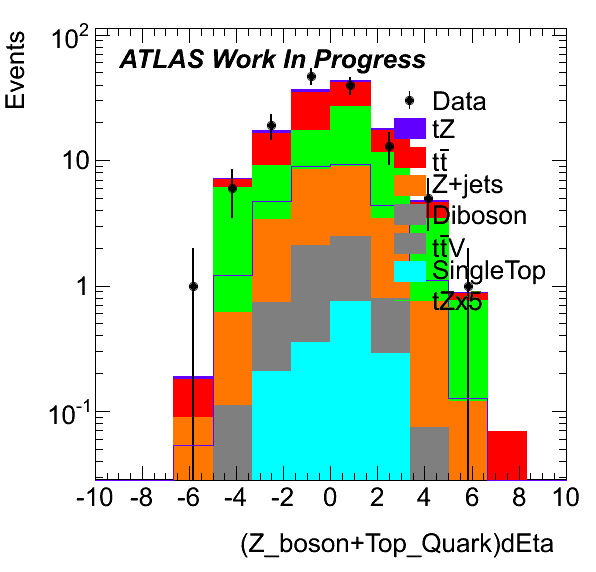 Events
10²
10
1
10⁻¹
ATLAS Work In Progress
Data
tZ
tt̄
Z+jets
Diboson
tt̄V
SingleTop
tZx5
-10 -8 -6 -4 -2 0 2 4 6 8 10
(Z_boson+Top_Quark)dEta